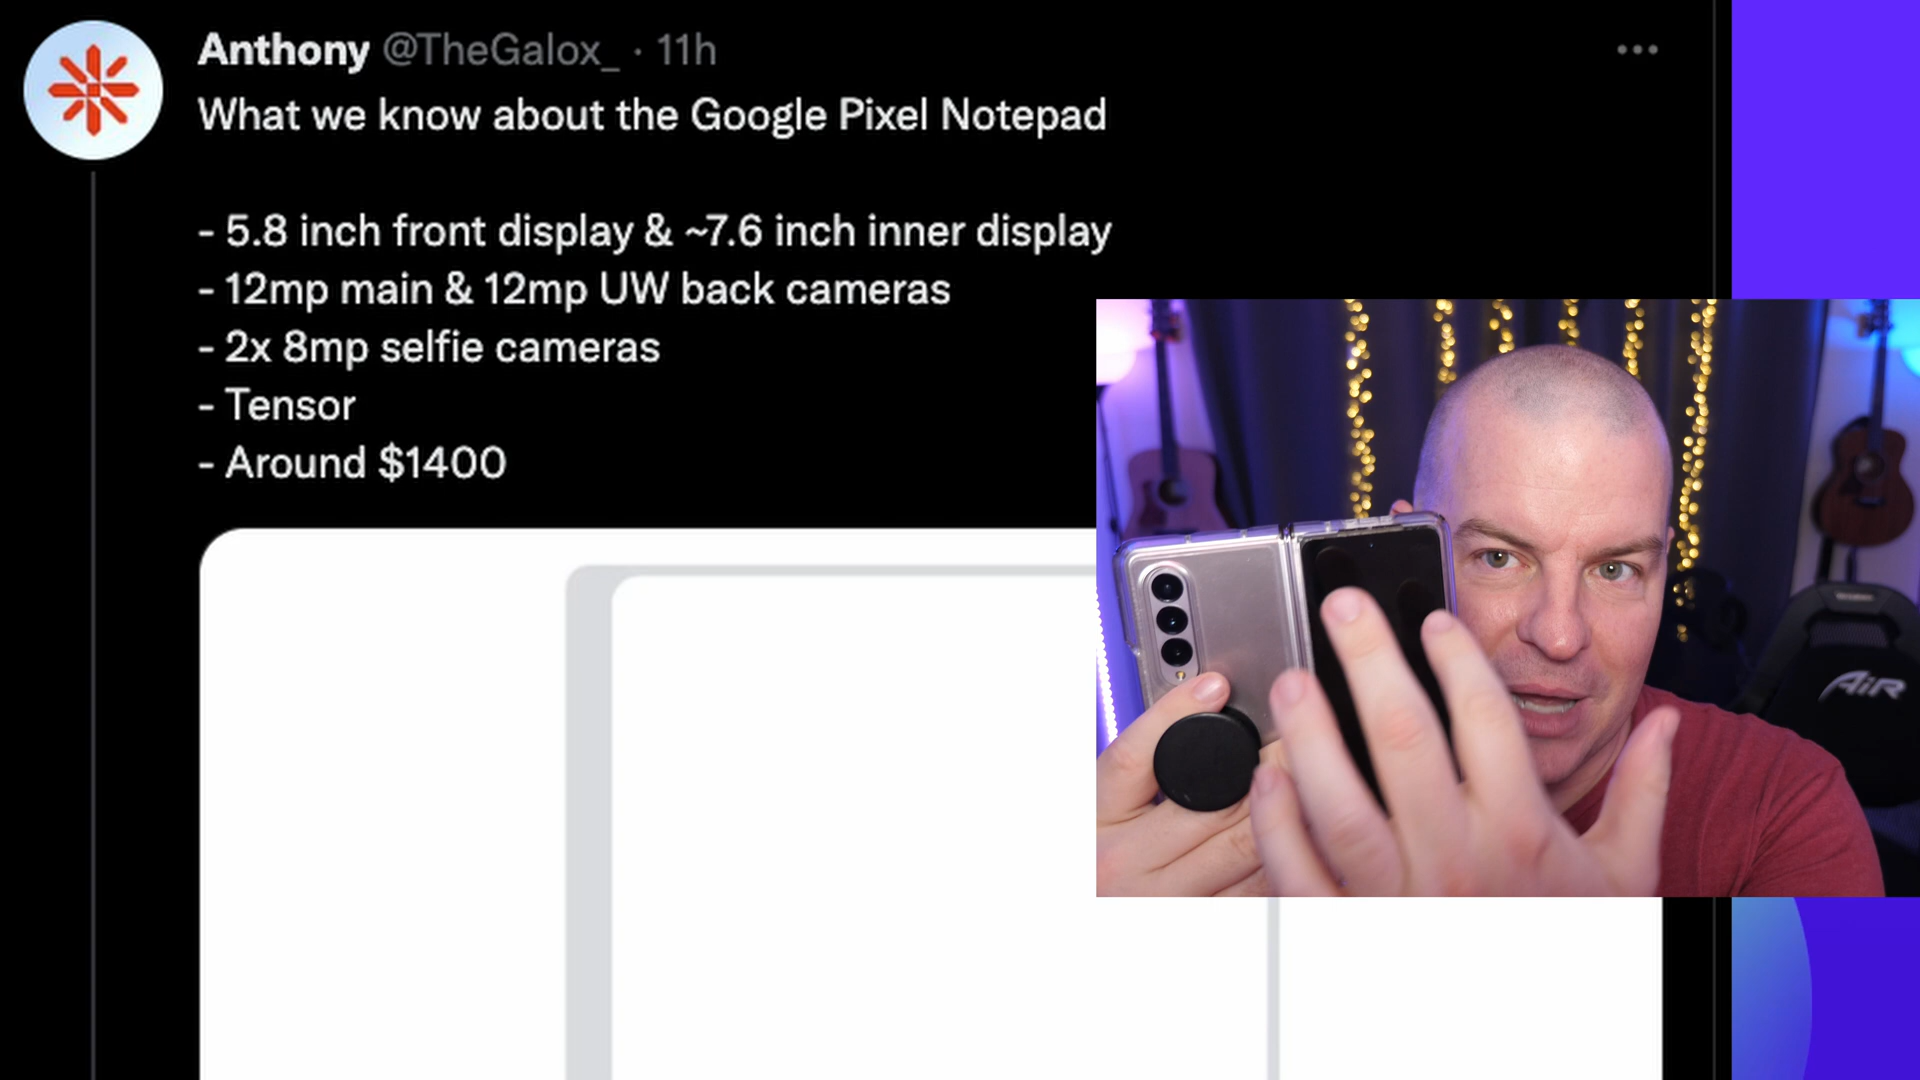 Anthony @TheGalox_ · 11h
What we know about the Google Pixel Notepad
- 5.8 inch front display & ~7.6 inch inner display
- 12mp main & 12mp UW back cameras
- 2x 8mp selfie cameras
- Tensor
- Around $1400
AiR